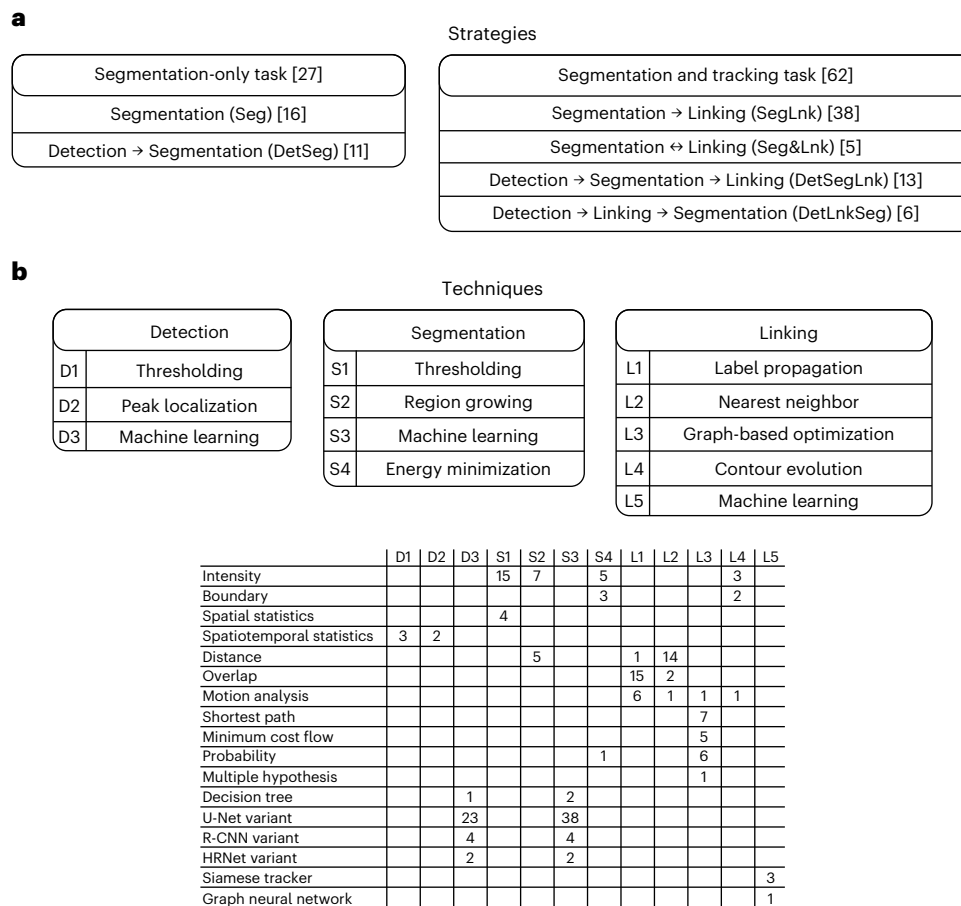 a
Strategies
Segmentation-only task [27]
Segmentation (Seg) [16]
Detection → Segmentation (DetSeg) [11]
Segmentation and tracking task [62]
Segmentation → Linking (SegLnk) [38]
Segmentation ↔ Linking (Seg&Lnk) [5]
Detection → Segmentation → Linking (DetSegLnk) [13]
Detection → Linking → Segmentation (DetLnkSeg) [6]
b
Techniques
Detection
D1 Thresholding
D2 Peak localization
D3 Machine learning
Segmentation
S1 Thresholding
S2 Region growing
S3 Machine learning
S4 Energy minimization
Linking
L1 Label propagation
L2 Nearest neighbor
L3 Graph-based optimization
L4 Contour evolution
L5 Machine learning
D1 D2 D3 S1 S2 S3 S4 L1 L2 L3 L4 L5
Intensity 15 7 5 3
Boundary 3 2
Spatial statistics 4
Spatiotemporal statistics 3 2
Distance 5 1 14
Overlap 15 2
Motion analysis 6 1 1 1
Shortest path 7
Minimum cost flow 5
Probability 1 6
Multiple hypothesis 1
Decision tree 1 2
U-Net variant 23 38
R-CNN variant 4 4
HRNet variant 2 2
Siamese tracker 3
Graph neural network 1